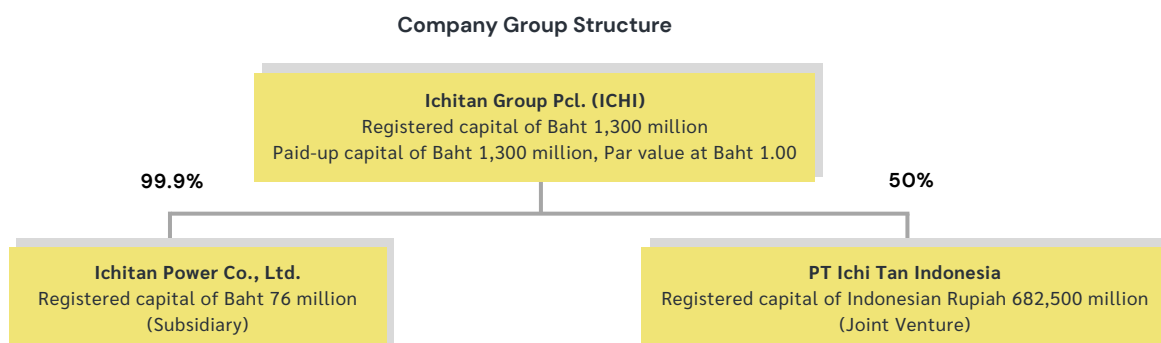 Company Group Structure
Ichitan Group Pcl. (ICHI)
Registered capital of Baht 1,300 million
Paid-up capital of Baht 1,300 million, Par value at Baht 1.00
99.9%
50%
Ichitan Power Co., Ltd.
Registered capital of Baht 76 million
(Subsidiary)
PT Ichi Tan Indonesia
Registered capital of Indonesian Rupiah 682,500 million
(Joint Venture)